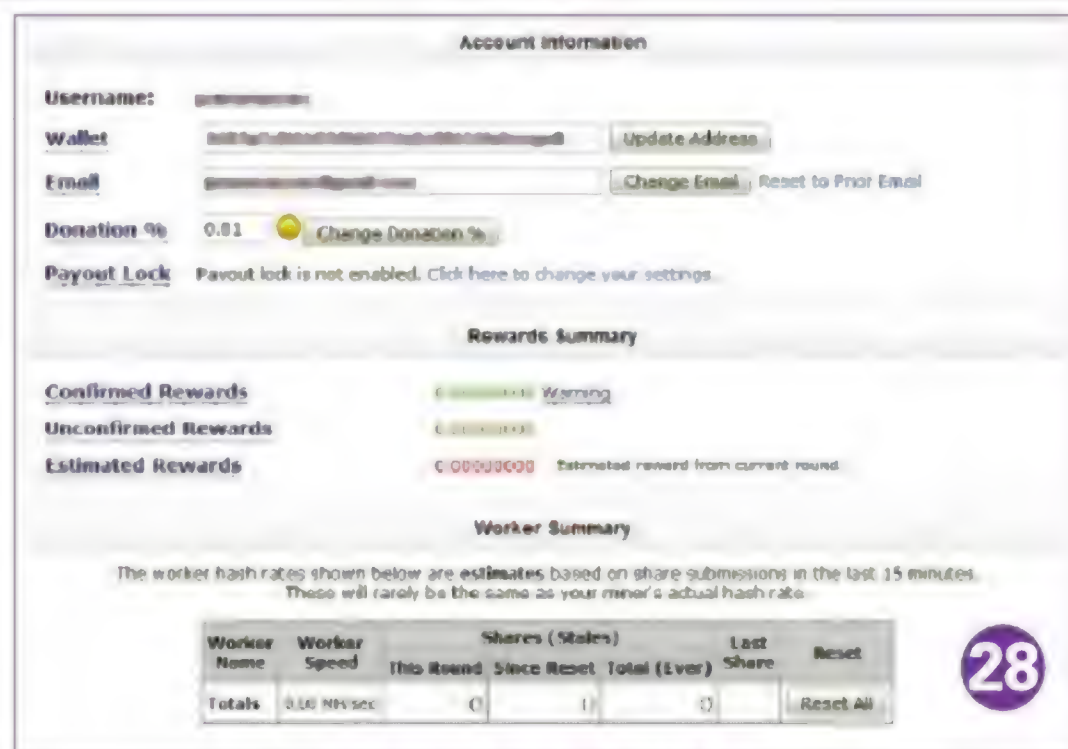 Account Information
Username:
Wallet Update Address
Email Change Email Reset to Prior Email
Donation % 0.01 Change Donation %
Payout Lock Payout lock is not enabled. Click here to change your settings.
Rewards Summary
Confirmed Rewards Warning
Unconfirmed Rewards
Estimated Rewards 0.00000000 Estimated reward from current round
Worker Summary
The worker hash rates shown below are estimates based on share submissions in the last 15 minutes.
These will rarely be the same as your miner's actual hash rate.
Worker Name Worker Speed Shares (Stales) Last Share Reset
This Round Since Reset Total (Ever)
Totals 0.00 MH/sec 0 0 0 Reset All
28